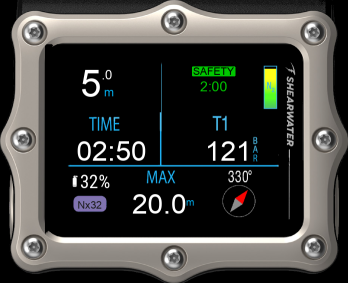 5.0 m
SAFETY
2:00
N₂
TIME
T1
02:50
121 BAR
32%
MAX
330°
Nx32
20.0 m
SHEARWATER